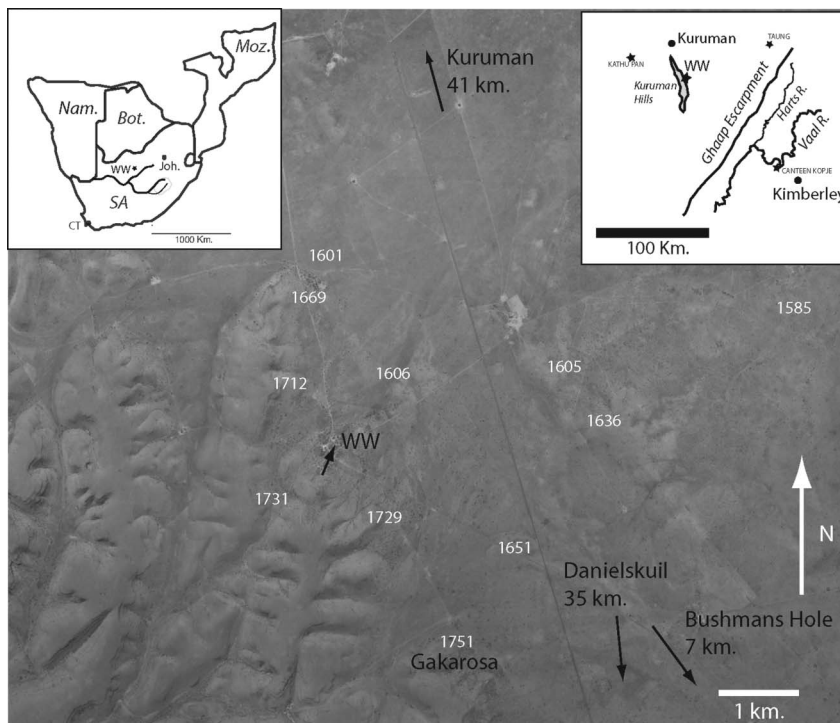 Moz.
Nam.
Bot.
WW
Joh.
SA
CT
1000 Km.
Kuruman
41 km.
Kuruman
TAUNG
KATHU PAN
WW
Kuruman
Hills
Ghaap Escarpment
Harts R.
Vaal R.
CANTEEN KOPJE
Kimberley
100 Km.
1601
1669
1585
1605
1606
1712
1636
WW
1731
1729
1651
N
Danielskuil
35 km.
Bushmans Hole
7 km.
1751
Gakarosa
1 km.